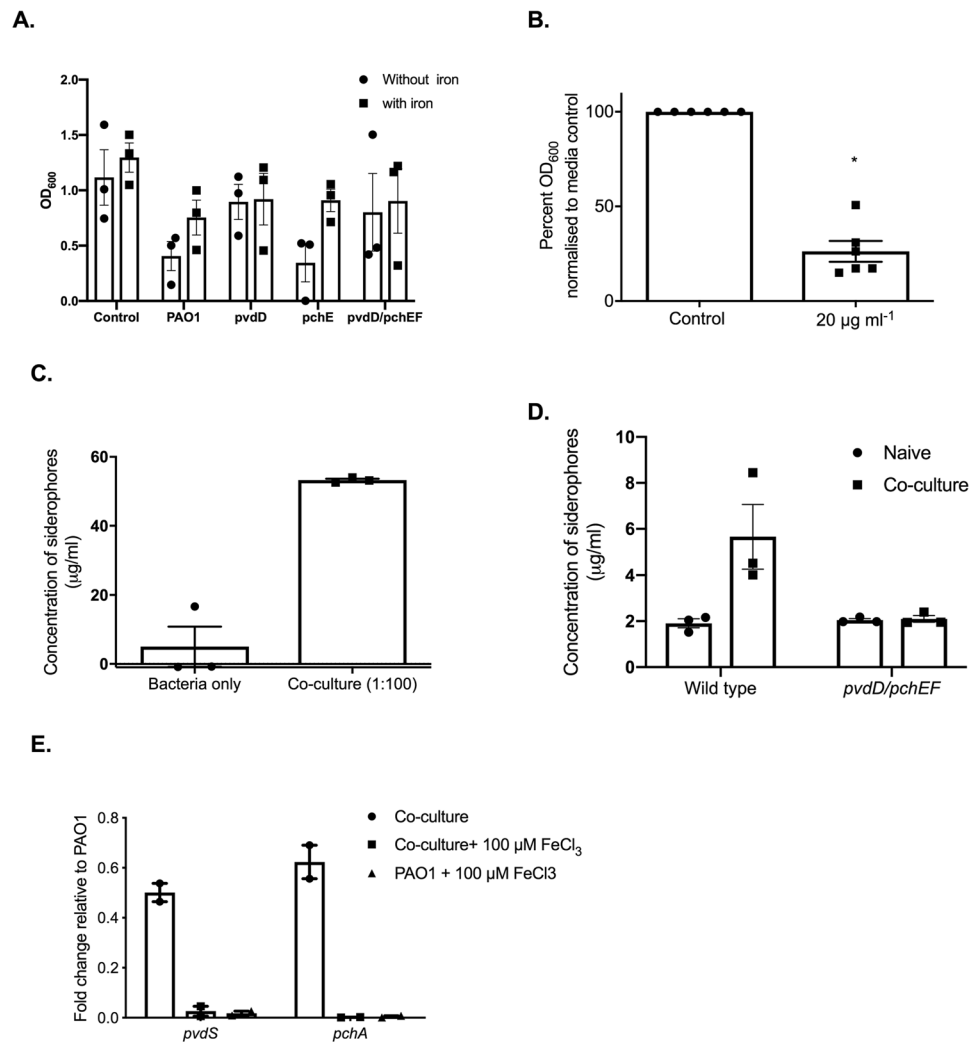 A.
OD600
2.0
1.5
1.0
0.5
0.0
Without iron
with iron
Control PAO1 pvdD pchE pvdD/pchEF
B.
Percent OD600
normalised to media control
100
50
0
*
Control 20 µg ml-1
C.
Concentration of siderophores
(µg/ml)
60
40
20
0
Bacteria only Co-culture (1:100)
D.
Concentration of siderophores
(µg/ml)
10
8
6
4
2
0
Naive
Co-culture
Wild type pvdD/pchEF
E.
Fold change relative to PAO1
0.8
0.6
0.4
0.2
0.0
Co-culture
Co-culture+ 100 µM FeCl3
PAO1 + 100 µM FeCl3
pvdS pchA